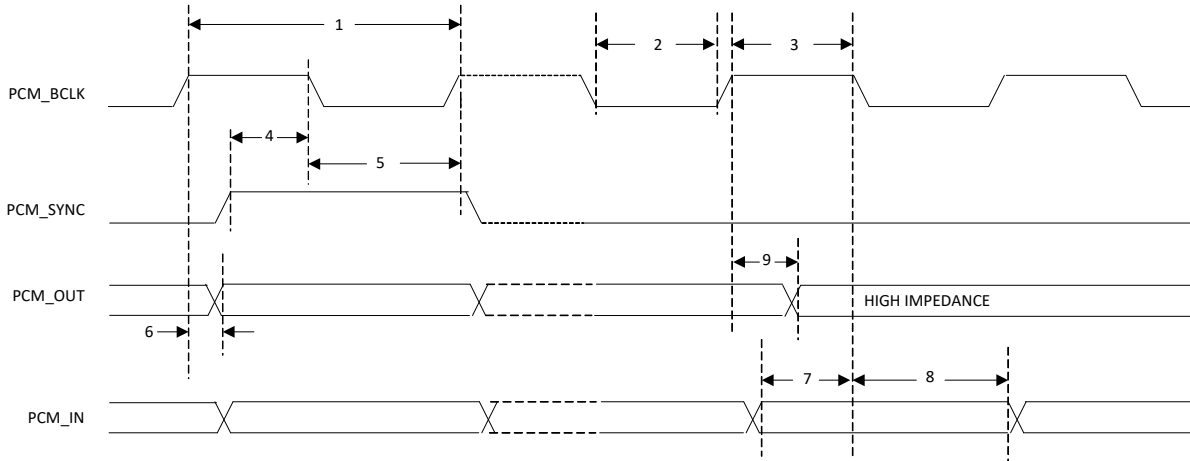 1
2
3
PCM_BCLK
4
5
PCM_SYNC
9
PCM_OUT
HIGH IMPEDANCE
6
7
8
PCM_IN